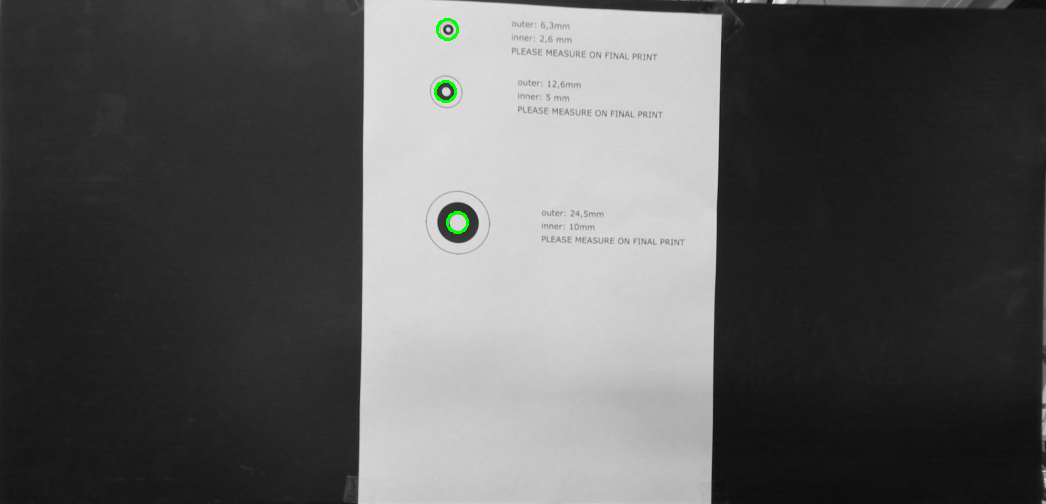 outer: 6,3mm
inner: 2,6 mm
PLEASE MEASURE ON FINAL PRINT
outer: 12,6mm
inner: 5 mm
PLEASE MEASURE ON FINAL PRINT
outer: 24,5mm
inner: 10mm
PLEASE MEASURE ON FINAL PRINT